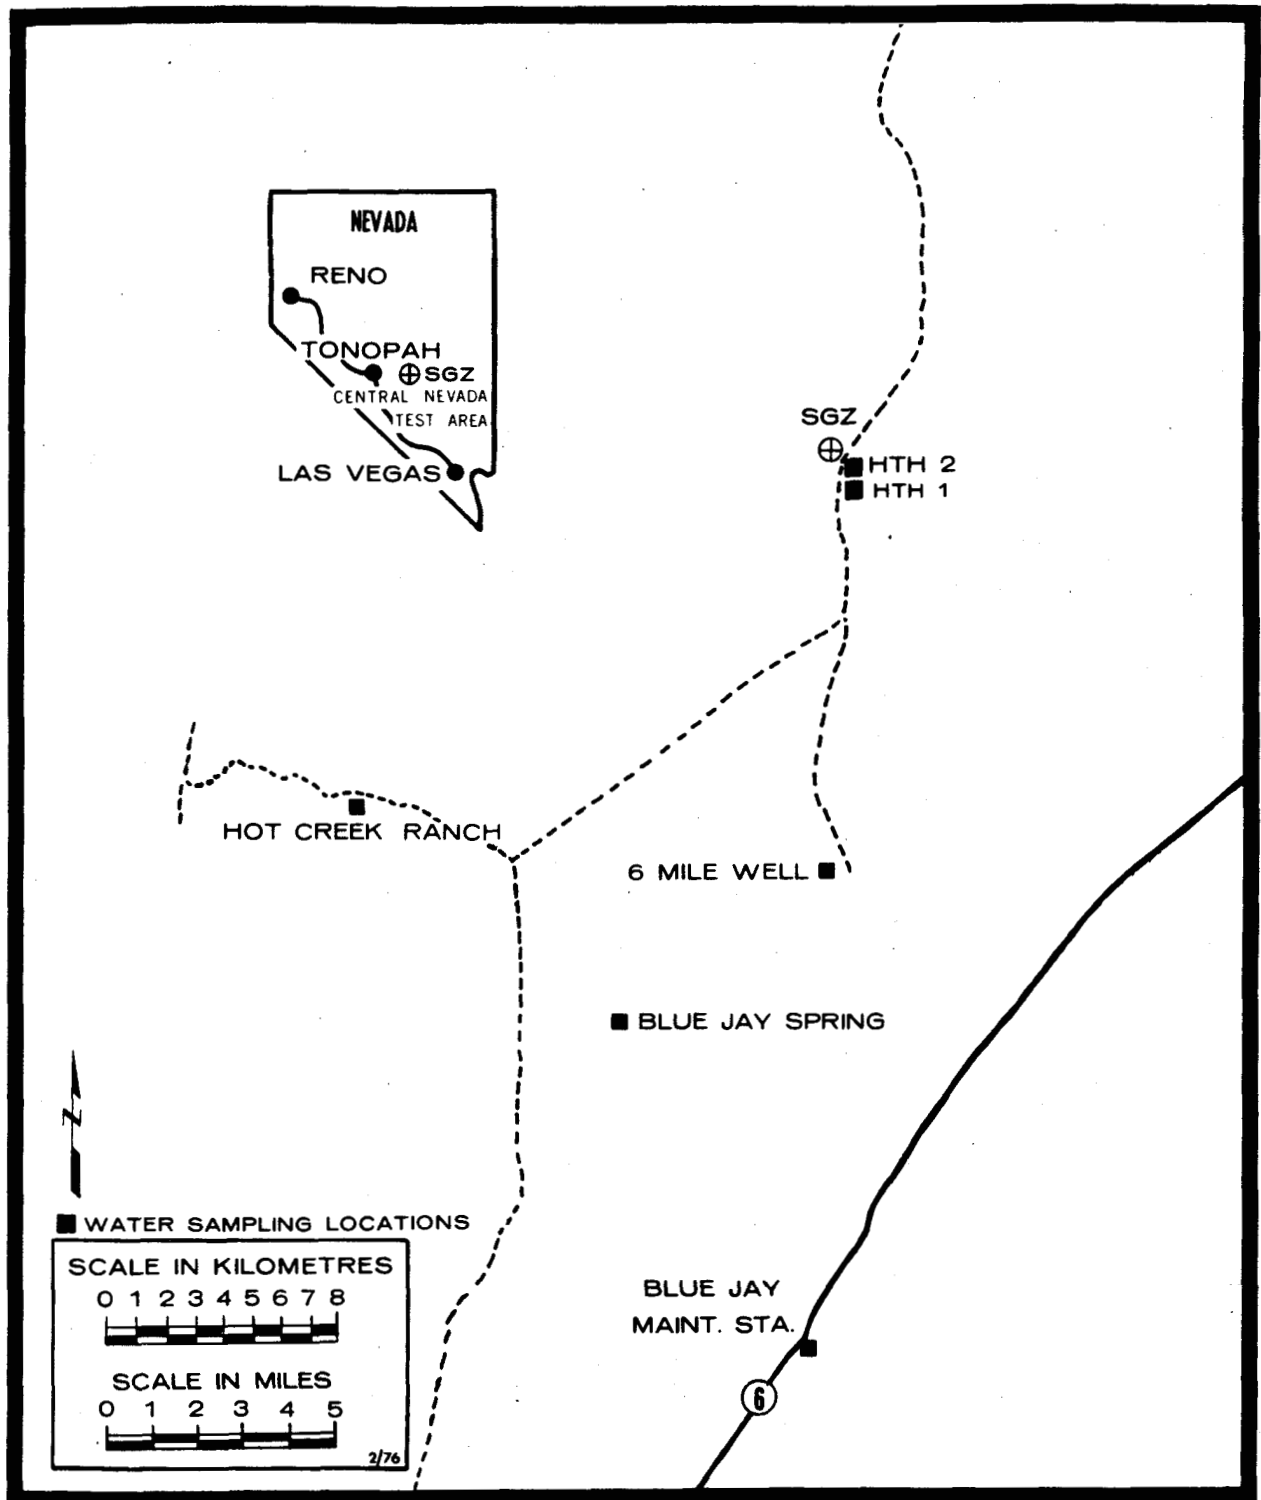 NEVADA
RENO
TONOPAH
SGZ
CENTRAL NEVADA
TEST AREA
LAS VEGAS
SGZ
HTH 2
HTH 1
HOT CREEK RANCH
6 MILE WELL
BLUE JAY SPRING
N
WATER SAMPLING LOCATIONS
SCALE IN KILOMETRES
0 1 2 3 4 5 6 7 8
SCALE IN MILES
0 1 2 3 4 5
2/76
BLUE JAY
MAINT. STA.
6